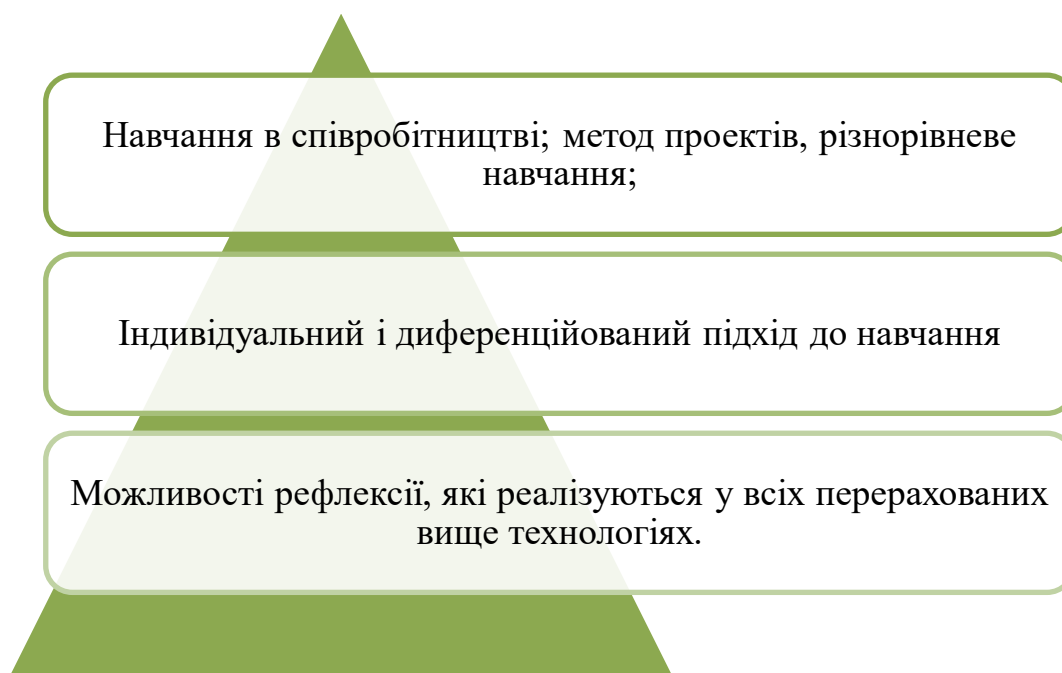 Навчання в співробітництві; метод проектів, різнорівневе
навчання;
Індивідуальний і диференційований підхід до навчання
Можливості рефлексії, які реалізуються у всіх перерахованих
вище технологіях.